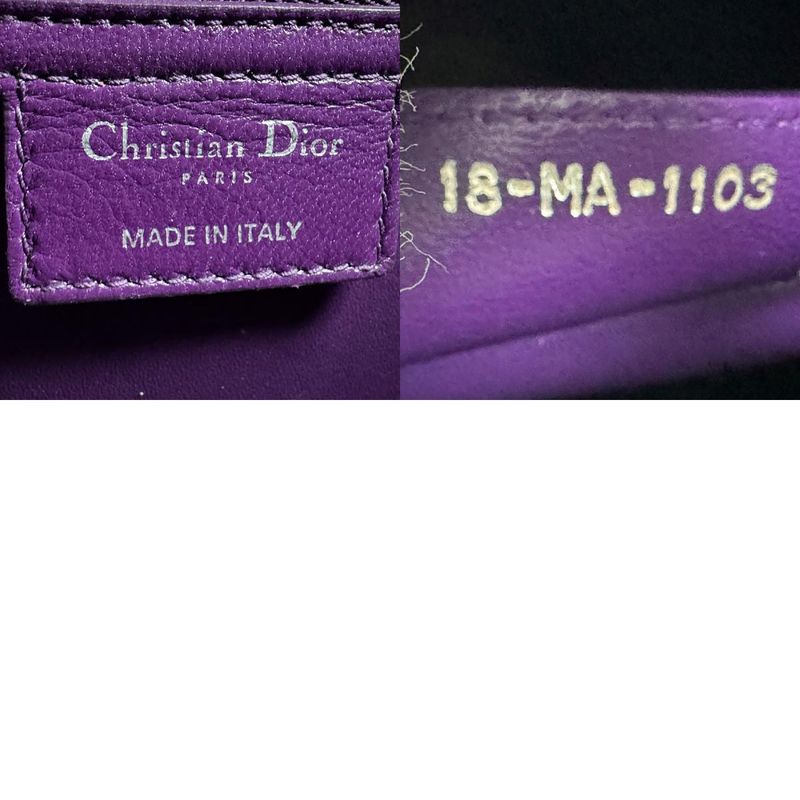 Christian Dior
PARIS
MADE IN ITALY
18-MA-1103